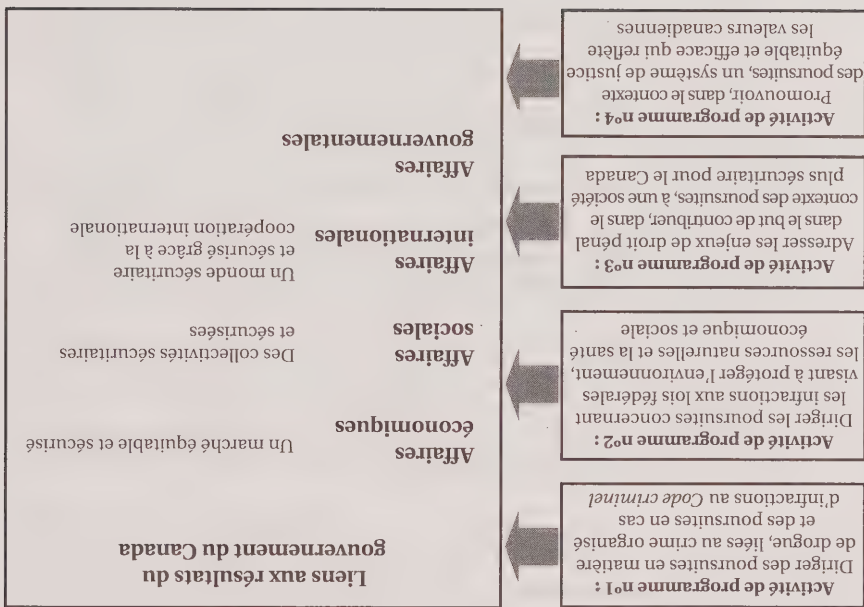 Activité de programme nº1 :
Diriger des poursuites en matière
de drogue, liées au crime organisé
et des poursuites en cas
d'infractions au Code criminel
Activité de programme nº2 :
Diriger les poursuites concernant
les infractions aux lois fédérales
visant à protéger l'environnement,
les ressources naturelles et la santé
économique et sociale
Activité de programme nº3 :
Adresser les enjeux de droit pénal
dans le but de contribuer, dans le
contexte des poursuites, à une société
plus sécuritaire pour le Canada
Activité de programme nº4 :
Promouvoir, dans le contexte
des poursuites, un système de justice
équitable et efficace qui reflète
les valeurs canadiennes
Liens aux résultats du
gouvernement du Canada
Affaires
économiques
Un marché équitable et sécurisé
Affaires
sociales
Des collectivités sécuritaires
et sécurisées
Affaires
internationales
Un monde sécuritaire
et sécurisé grâce à la
coopération internationale
Affaires
gouvernementales